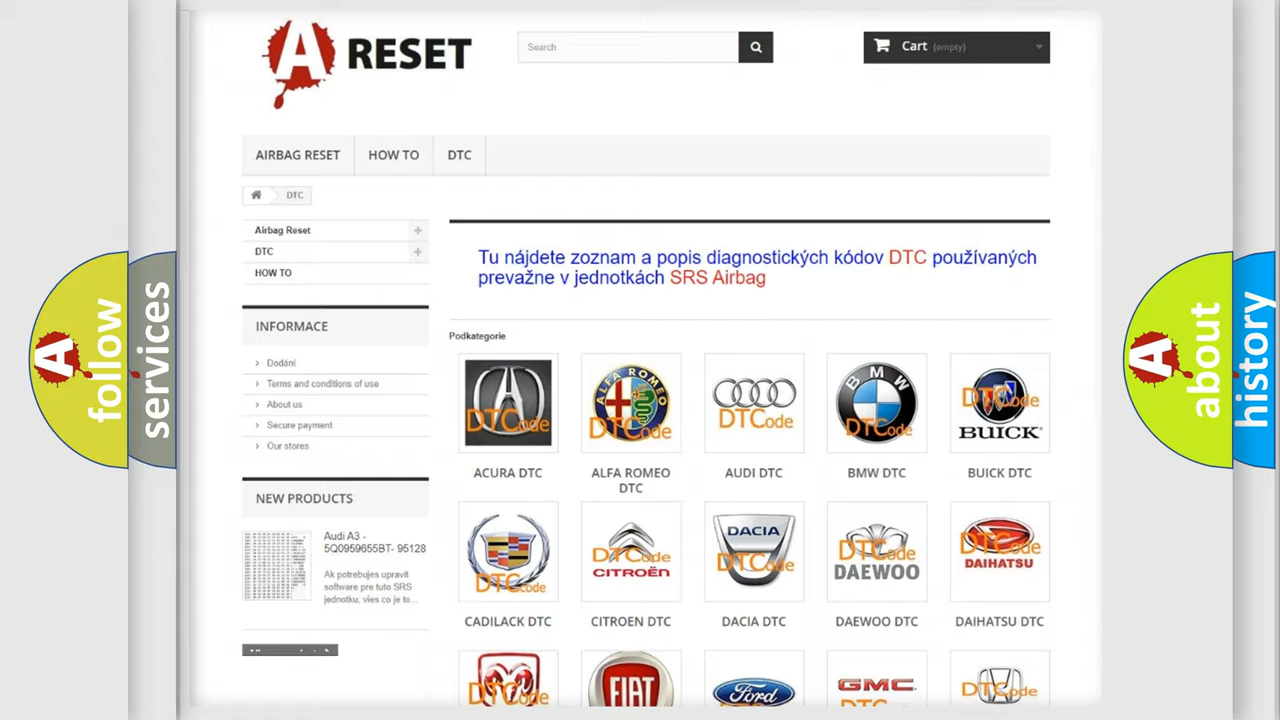 A RESET
Search
Cart (empty)
AIRBAG RESET
HOW TO
DTC
DTC
Airbag Reset
DTC
HOW TO
INFORMACE
Dodání
Terms and conditions of use
About us
Secure payment
Our stores
NEW PRODUCTS
Audi A3 -
5Q0959655BT- 95128
Ak potrebujes upravit
software pre tuto SRS
jednotku, vies co je to...
Tu nájdete zoznam a popis diagnostických kódov DTC používaných
prevažne v jednotkách SRS Airbag
Podkategorie
DTCode
ALFA ROMEO
DTCode
DTCode
BMW
DTCode
DTCode
BUICK
ACURA DTC
ALFA ROMEO
DTC
AUDI DTC
BMW DTC
BUICK DTC
DTCode
DTCode
CITROËN
DACIA
DTCode
DTCode
DAEWOO
DTCode
DAIHATSU
CADILACK DTC
CITROEN DTC
DACIA DTC
DAEWOO DTC
DAIHATSU DTC
DTCode
FIAT
Ford
GMC
DTCode
A follow
services
A about
history